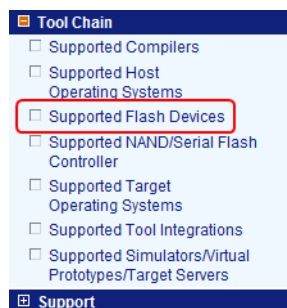 Tool Chain
Supported Compilers
Supported Host
Operating Systems
Supported Flash Devices
Supported NAND/Serial Flash
Controller
Supported Target
Operating Systems
Supported Tool Integrations
Supported Simulators/Virtual
Prototypes/Target Servers
Support